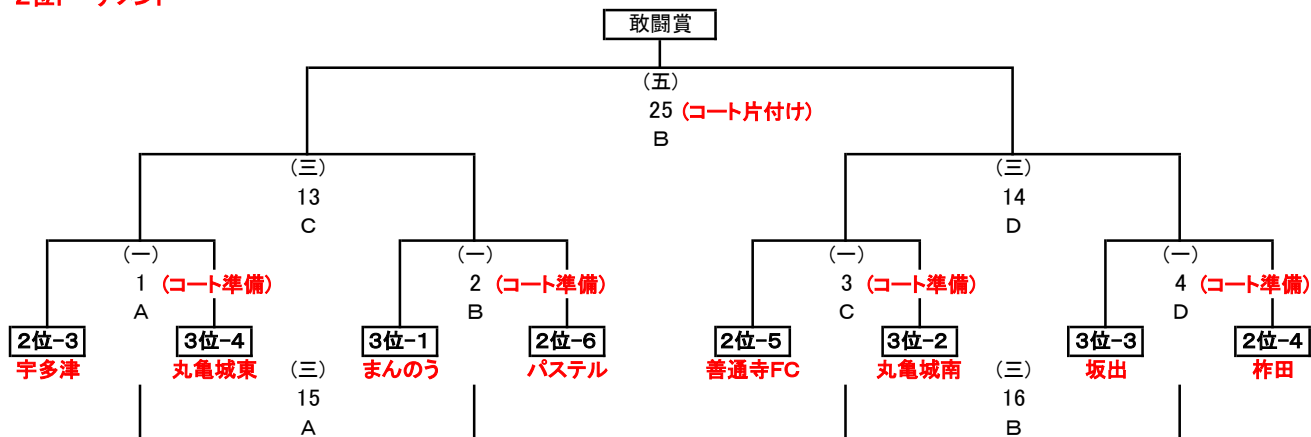 敢闘賞
(五)
25 (コート片付け)
B
(三) (三)
13 14
C D
(一) (一) (一) (一)
1 (コート準備) 2 (コート準備) 3 (コート準備) 4 (コート準備)
A B C D
2位-3 3位-4 3位-1 2位-6 2位-5 3位-2 3位-3 2位-4
宇多津 丸亀城東 まんのう パステル 善通寺FC 丸亀城南 坂出 柞田
(三) (三)
15 16
A B